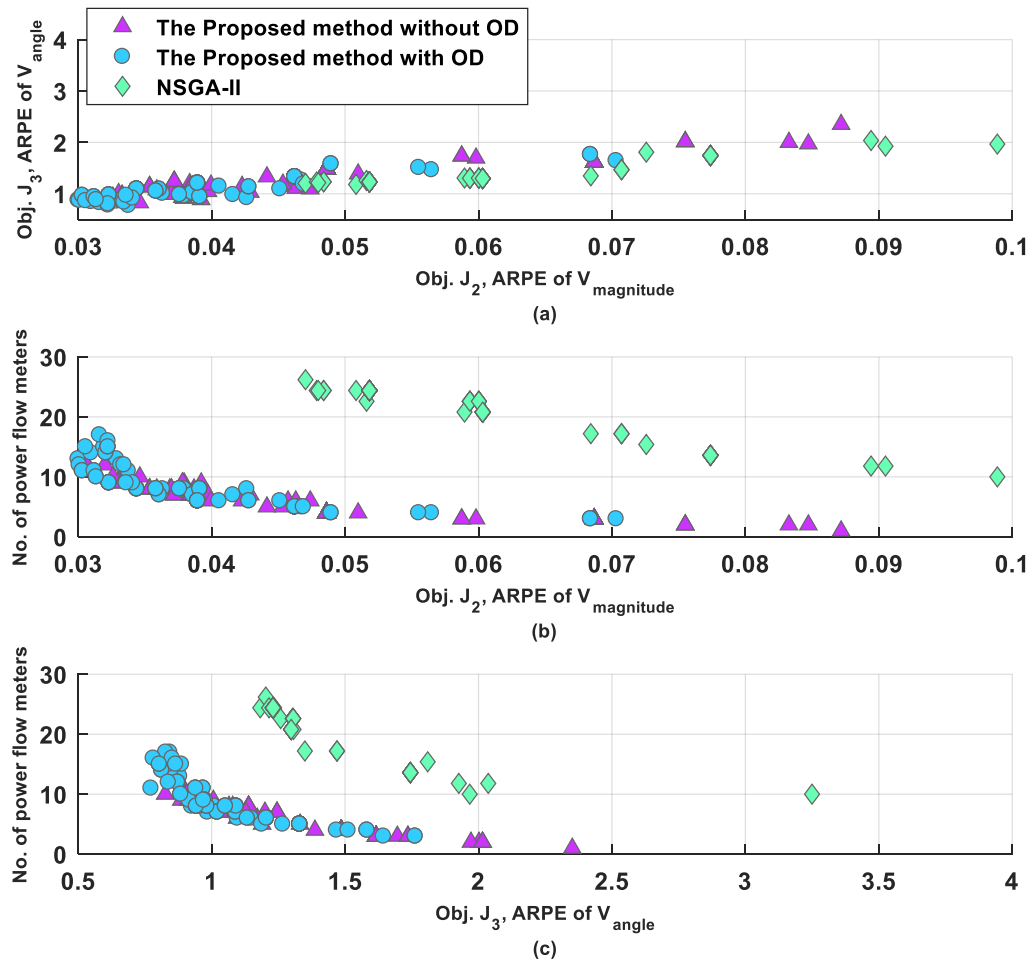 The Proposed method without OD
The Proposed method with OD
NSGA-II
Obj. J3, ARPE of Vangle
4
3
2
1
0.03 0.04 0.05 0.06 0.07 0.08 0.09 0.1
Obj. J2, ARPE of Vmagnitude
(a)
No. of power flow meters
30
20
10
0
0.03 0.04 0.05 0.06 0.07 0.08 0.09 0.1
Obj. J2, ARPE of Vmagnitude
(b)
No. of power flow meters
30
20
10
0
0.5 1 1.5 2 2.5 3 3.5 4
Obj. J3, ARPE of Vangle
(c)